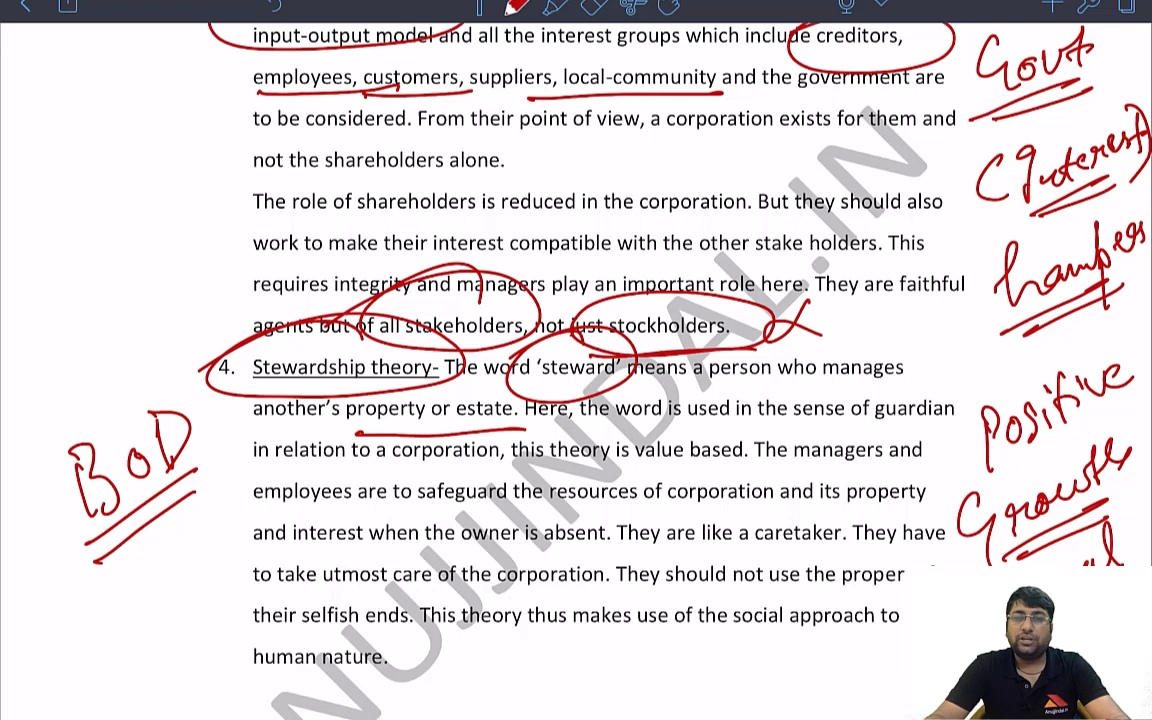 input-output model and all the interest groups which include creditors,
employees, customers, suppliers, local-community and the government are
to be considered. From their point of view, a corporation exists for them and
not the shareholders alone.
The role of shareholders is reduced in the corporation. But they should also
work to make their interest compatible with the other stake holders. This
requires integrity and managers play an important role here. They are faithful
agents but of all stakeholders, not just stockholders.
4. Stewardship theory- The word ‘steward’ means a person who manages
another’s property or estate. Here, the word is used in the sense of guardian
in relation to a corporation, this theory is value based. The managers and
employees are to safeguard the resources of corporation and its property
and interest when the owner is absent. They are like a caretaker. They have
to take utmost care of the corporation. They should not use the proper
their selfish ends. This theory thus makes use of the social approach to
human nature.
Govt
(Interest)
hampers
Positive
Growth
BoD
NUJJINDAL.IN
Anujjindal